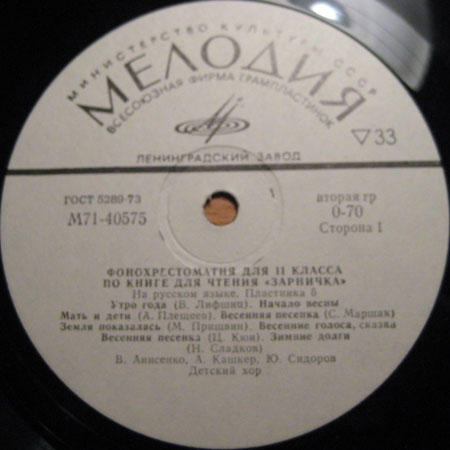 МИНИСТЕРСТВО КУЛЬТУРЫ СССР
МЕЛОДИЯ
ВСЕСОЮЗНАЯ ФИРМА ГРАМПЛАСТИНОК
▽33
ЛЕНИНГРАДСКИЙ ЗАВОД
ГОСТ 5289-73
М71-40575
вторая гр
0-70
Сторона 1
ФОНОХРЕСТОМАТИЯ ДЛЯ II КЛАССА
ПО КНИГЕ ДЛЯ ЧТЕНИЯ «ЗАРНИЧКА»
На русском языке. Пластинка 5
Утро года (В. Лифшиц). Начало весны
Мать и дети (А. Плещеев). Весенняя песенка (С. Маршак)
Земля показалась (М. Пришвин). Весенние голоса, сказка
Весенняя песенка (Ц. Кюи). Зимние долги
(Н. Сладков)
В. Анисенко, А. Кашкер, Ю. Сидоров
Детский хор